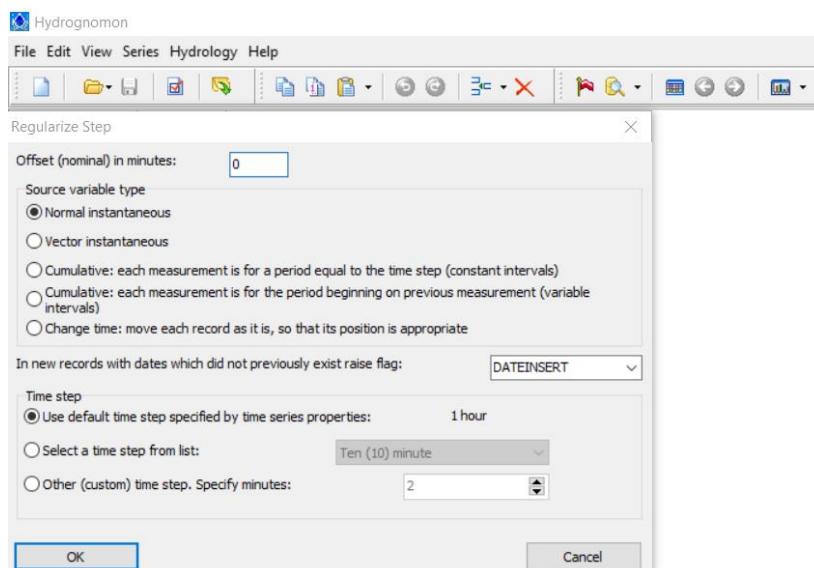 Hydrognomon
File Edit View Series Hydrology Help
Regularize Step
Offset (nominal) in minutes: 0
Source variable type
Normal instantaneous
Vector instantaneous
Cumulative: each measurement is for a period equal to the time step (constant intervals)
Cumulative: each measurement is for the period beginning on previous measurement (variable
intervals)
Change time: move each record as it is, so that its position is appropriate
In new records with dates which did not previously exist raise flag: DATEINSERT
Time step
Use default time step specified by time series properties: 1 hour
Select a time step from list: Ten (10) minute
Other (custom) time step. Specify minutes: 2
OK Cancel